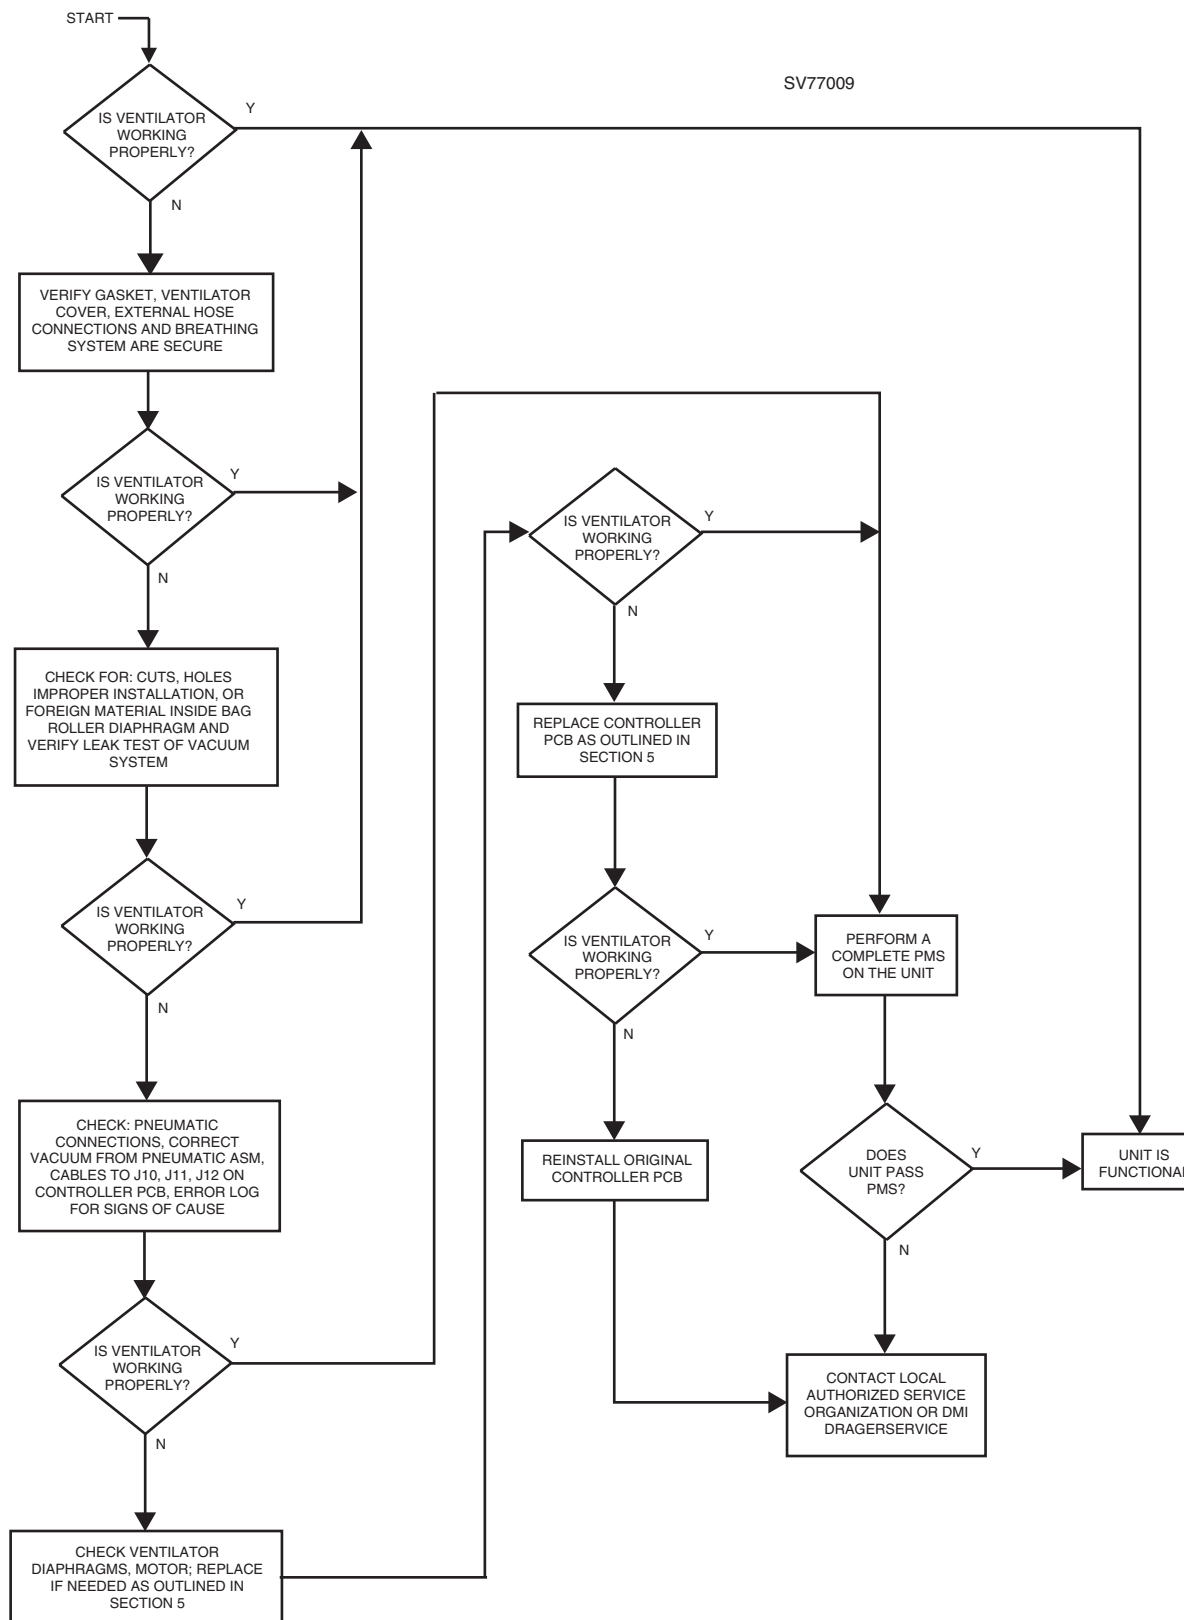 START
SV77009
IS VENTILATOR
WORKING
PROPERLY?
Y
N
VERIFY GASKET, VENTILATOR
COVER, EXTERNAL HOSE
CONNECTIONS AND BREATHING
SYSTEM ARE SECURE
IS VENTILATOR
WORKING
PROPERLY?
Y
N
CHECK FOR: CUTS, HOLES
IMPROPER INSTALLATION, OR
FOREIGN MATERIAL INSIDE BAG
ROLLER DIAPHRAGM AND
VERIFY LEAK TEST OF VACUUM
SYSTEM
IS VENTILATOR
WORKING
PROPERLY?
Y
N
CHECK: PNEUMATIC
CONNECTIONS, CORRECT
VACUUM FROM PNEUMATIC ASM,
CABLES TO J10, J11, J12 ON
CONTROLLER PCB, ERROR LOG
FOR SIGNS OF CAUSE
IS VENTILATOR
WORKING
PROPERLY?
Y
N
CHECK VENTILATOR
DIAPHRAGMS, MOTOR; REPLACE
IF NEEDED AS OUTLINED IN
SECTION 5
IS VENTILATOR
WORKING
PROPERLY?
Y
N
REPLACE CONTROLLER
PCB AS OUTLINED IN
SECTION 5
IS VENTILATOR
WORKING
PROPERLY?
Y
N
REINSTALL ORIGINAL
CONTROLLER PCB
PERFORM A
COMPLETE PMS
ON THE UNIT
DOES
UNIT PASS
PMS?
Y
N
UNIT IS
FUNCTIONAL
CONTACT LOCAL
AUTHORIZED SERVICE
ORGANIZATION OR DMI
DRAGERSERVICE